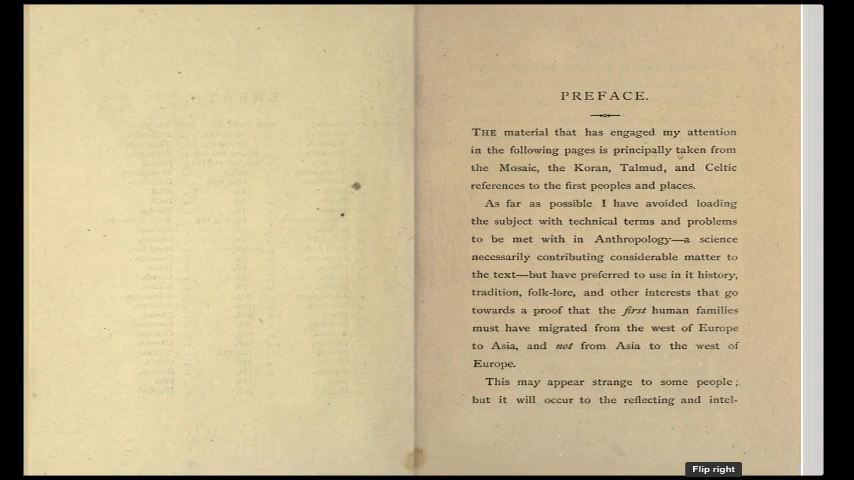 PREFACE.
THE material that has engaged my attention
in the following pages is principally taken from
the Mosaic, the Koran, Talmud, and Celtic
references to the first peoples and places.
As far as possible I have avoided loading
the subject with technical terms and problems
to be met with in Anthropology—a science
necessarily contributing considerable matter to
the text—but have preferred to use in it history,
tradition, folk-lore, and other interests that go
towards a proof that the first human families
must have migrated from the west of Europe
to Asia, and not from Asia to the west of
Europe.
This may appear strange to some people;
but it will occur to the reflecting and intel-
Flip right